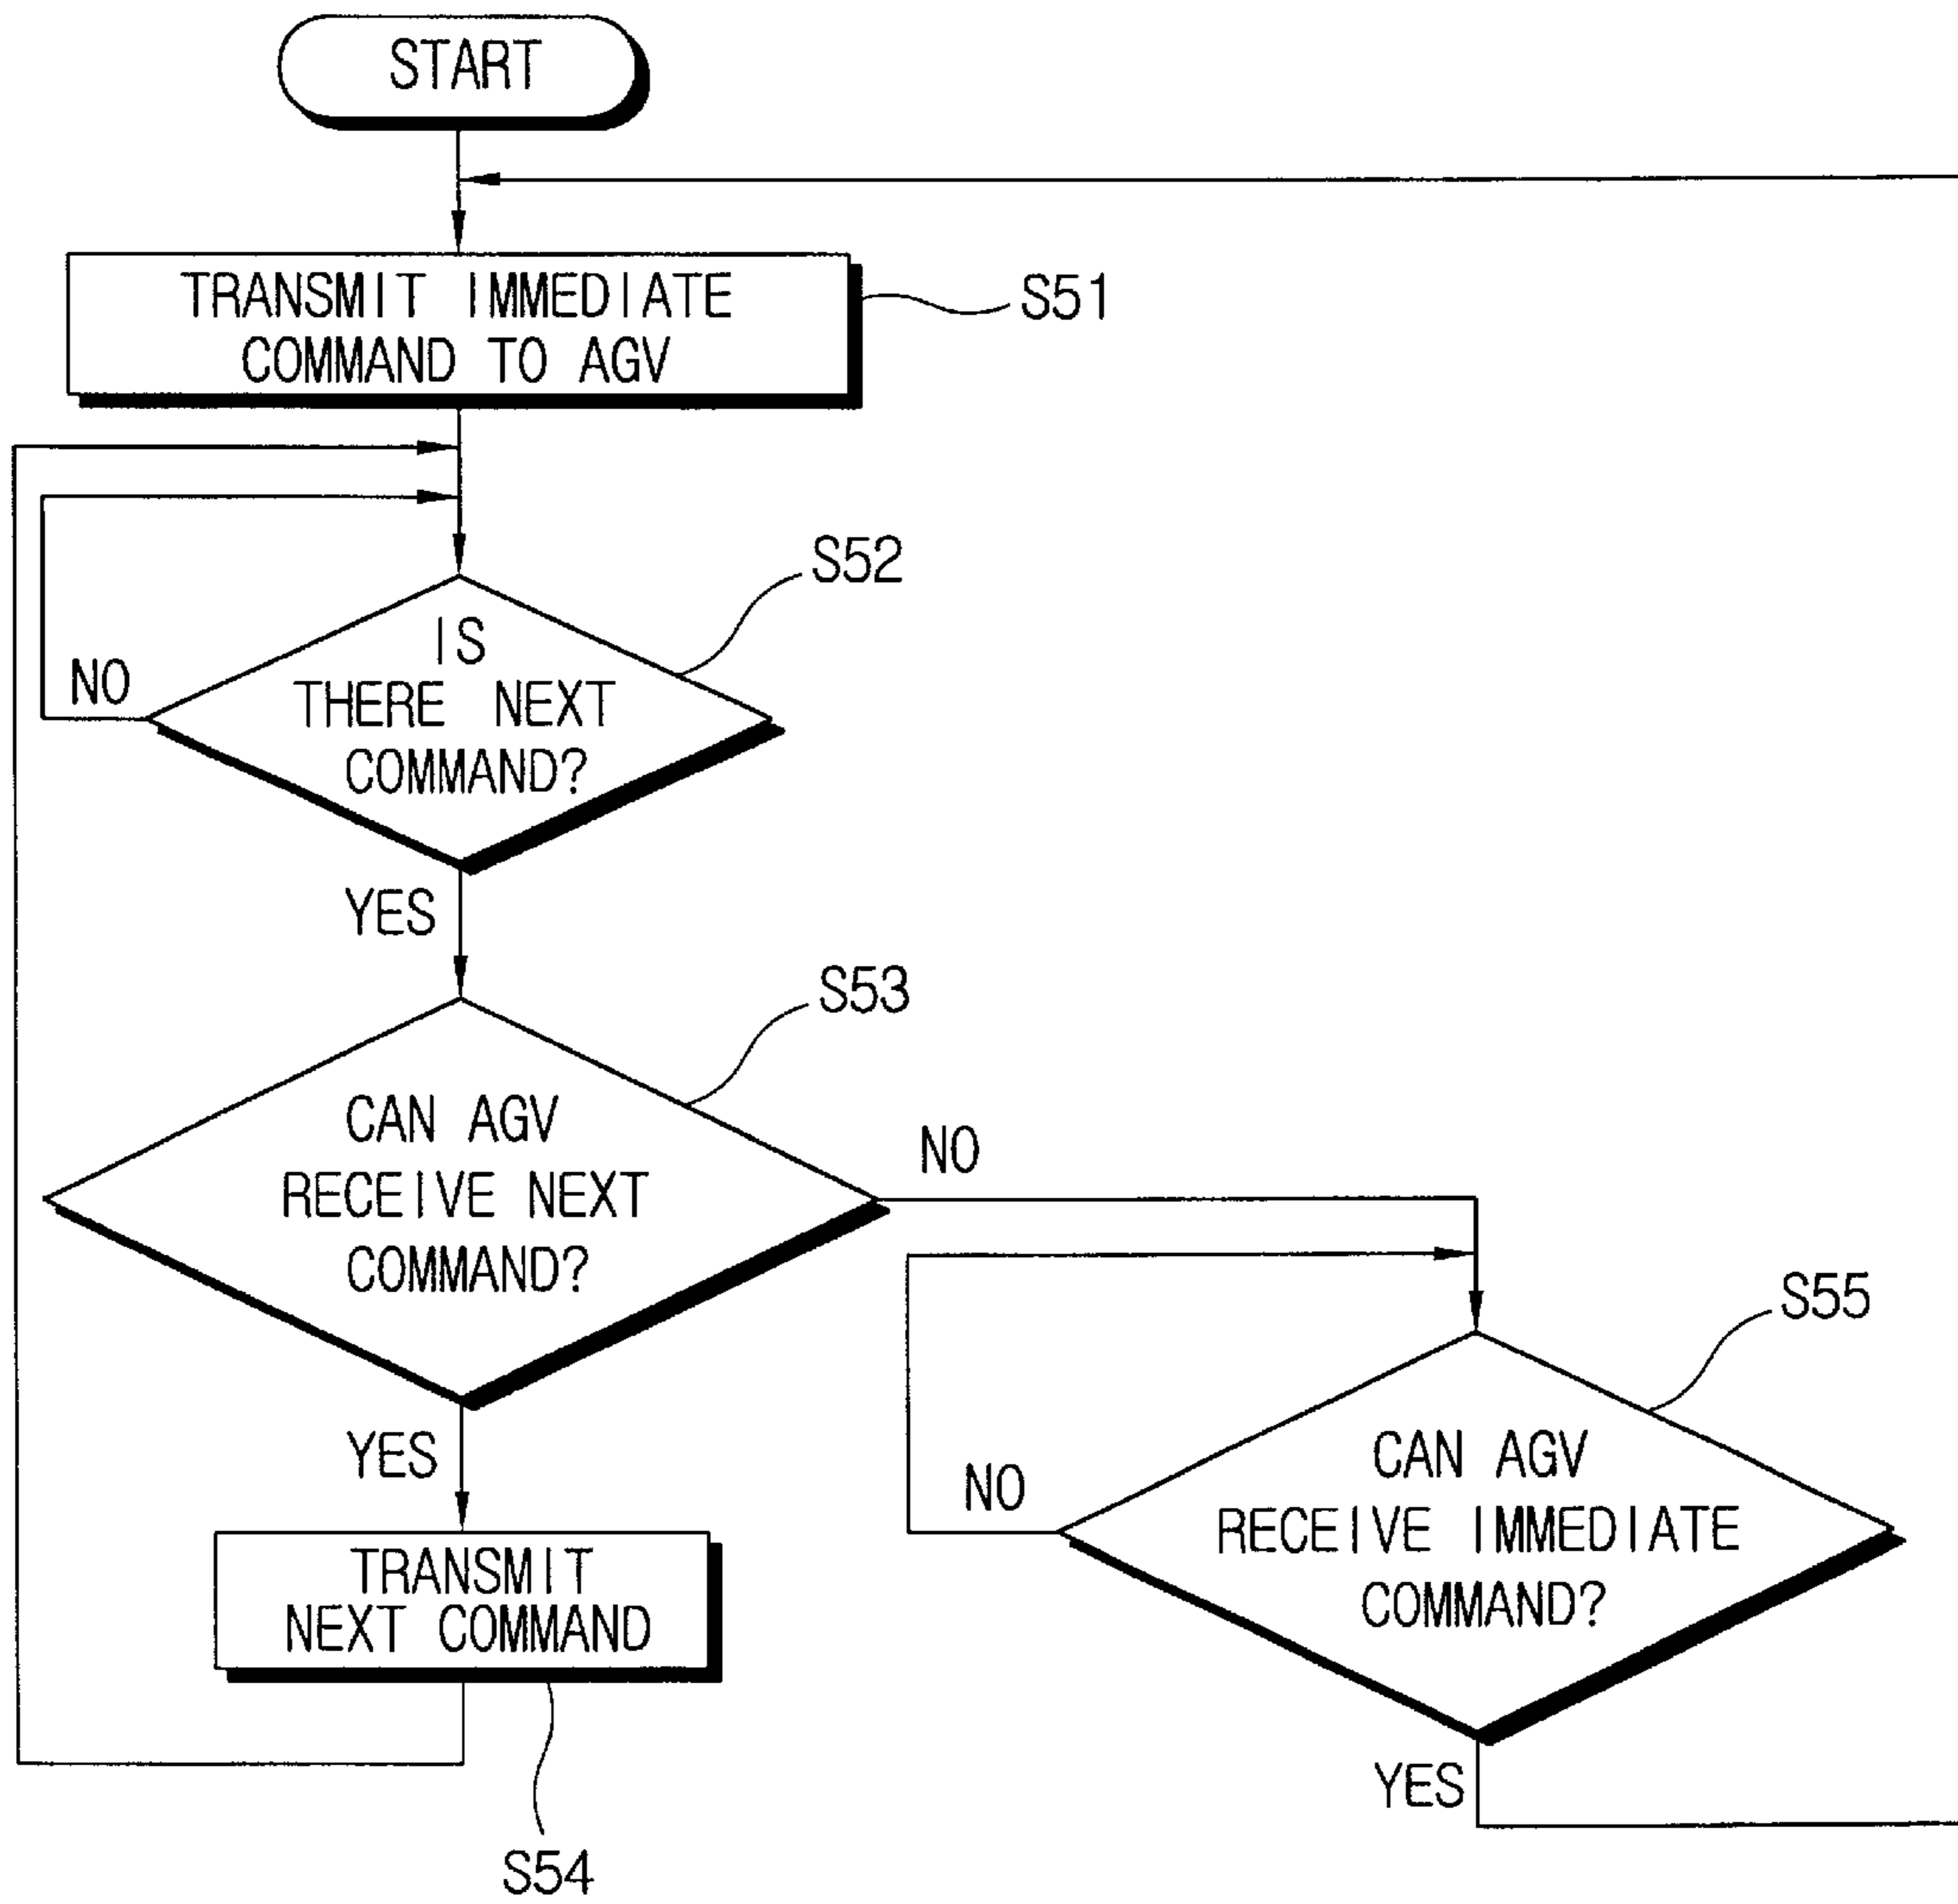 START
TRANSMIT IMMEDIATE
COMMAND TO AGV
S51
S52
IS
THERE NEXT
COMMAND?
NO
YES
S53
CAN AGV
RECEIVE NEXT
COMMAND?
NO
YES
S55
CAN AGV
RECEIVE IMMEDIATE
COMMAND?
NO
YES
TRANSMIT
NEXT COMMAND
S54